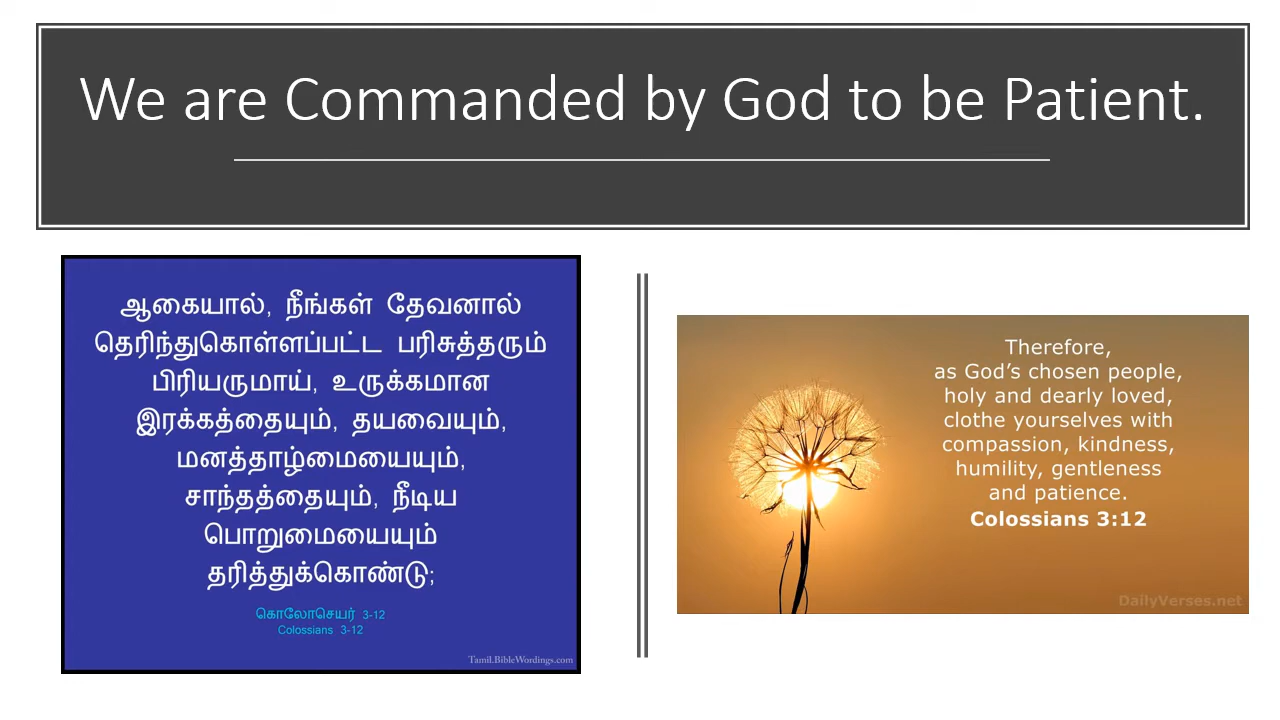 We are Commanded by God to be Patient.
ஆகையால், நீங்கள் தேவனால்
தெரிந்துகொள்ளப்பட்ட பரிசுத்தரும்
பிரியருமாய், உருக்கமான
இரக்கத்தையும், தயவையும்,
மனத்தாழ்மையையும்,
சாந்தத்தையும், நீடிய
பொறுமையையும்
தரித்துக்கொண்டு;
கொலோசெயர் 3-12
Colossians 3-12
Tamil.BibleWordings.com
Therefore,
as God’s chosen people,
holy and dearly loved,
clothe yourselves with
compassion, kindness,
humility, gentleness
and patience.
Colossians 3:12
DailyVerses.net